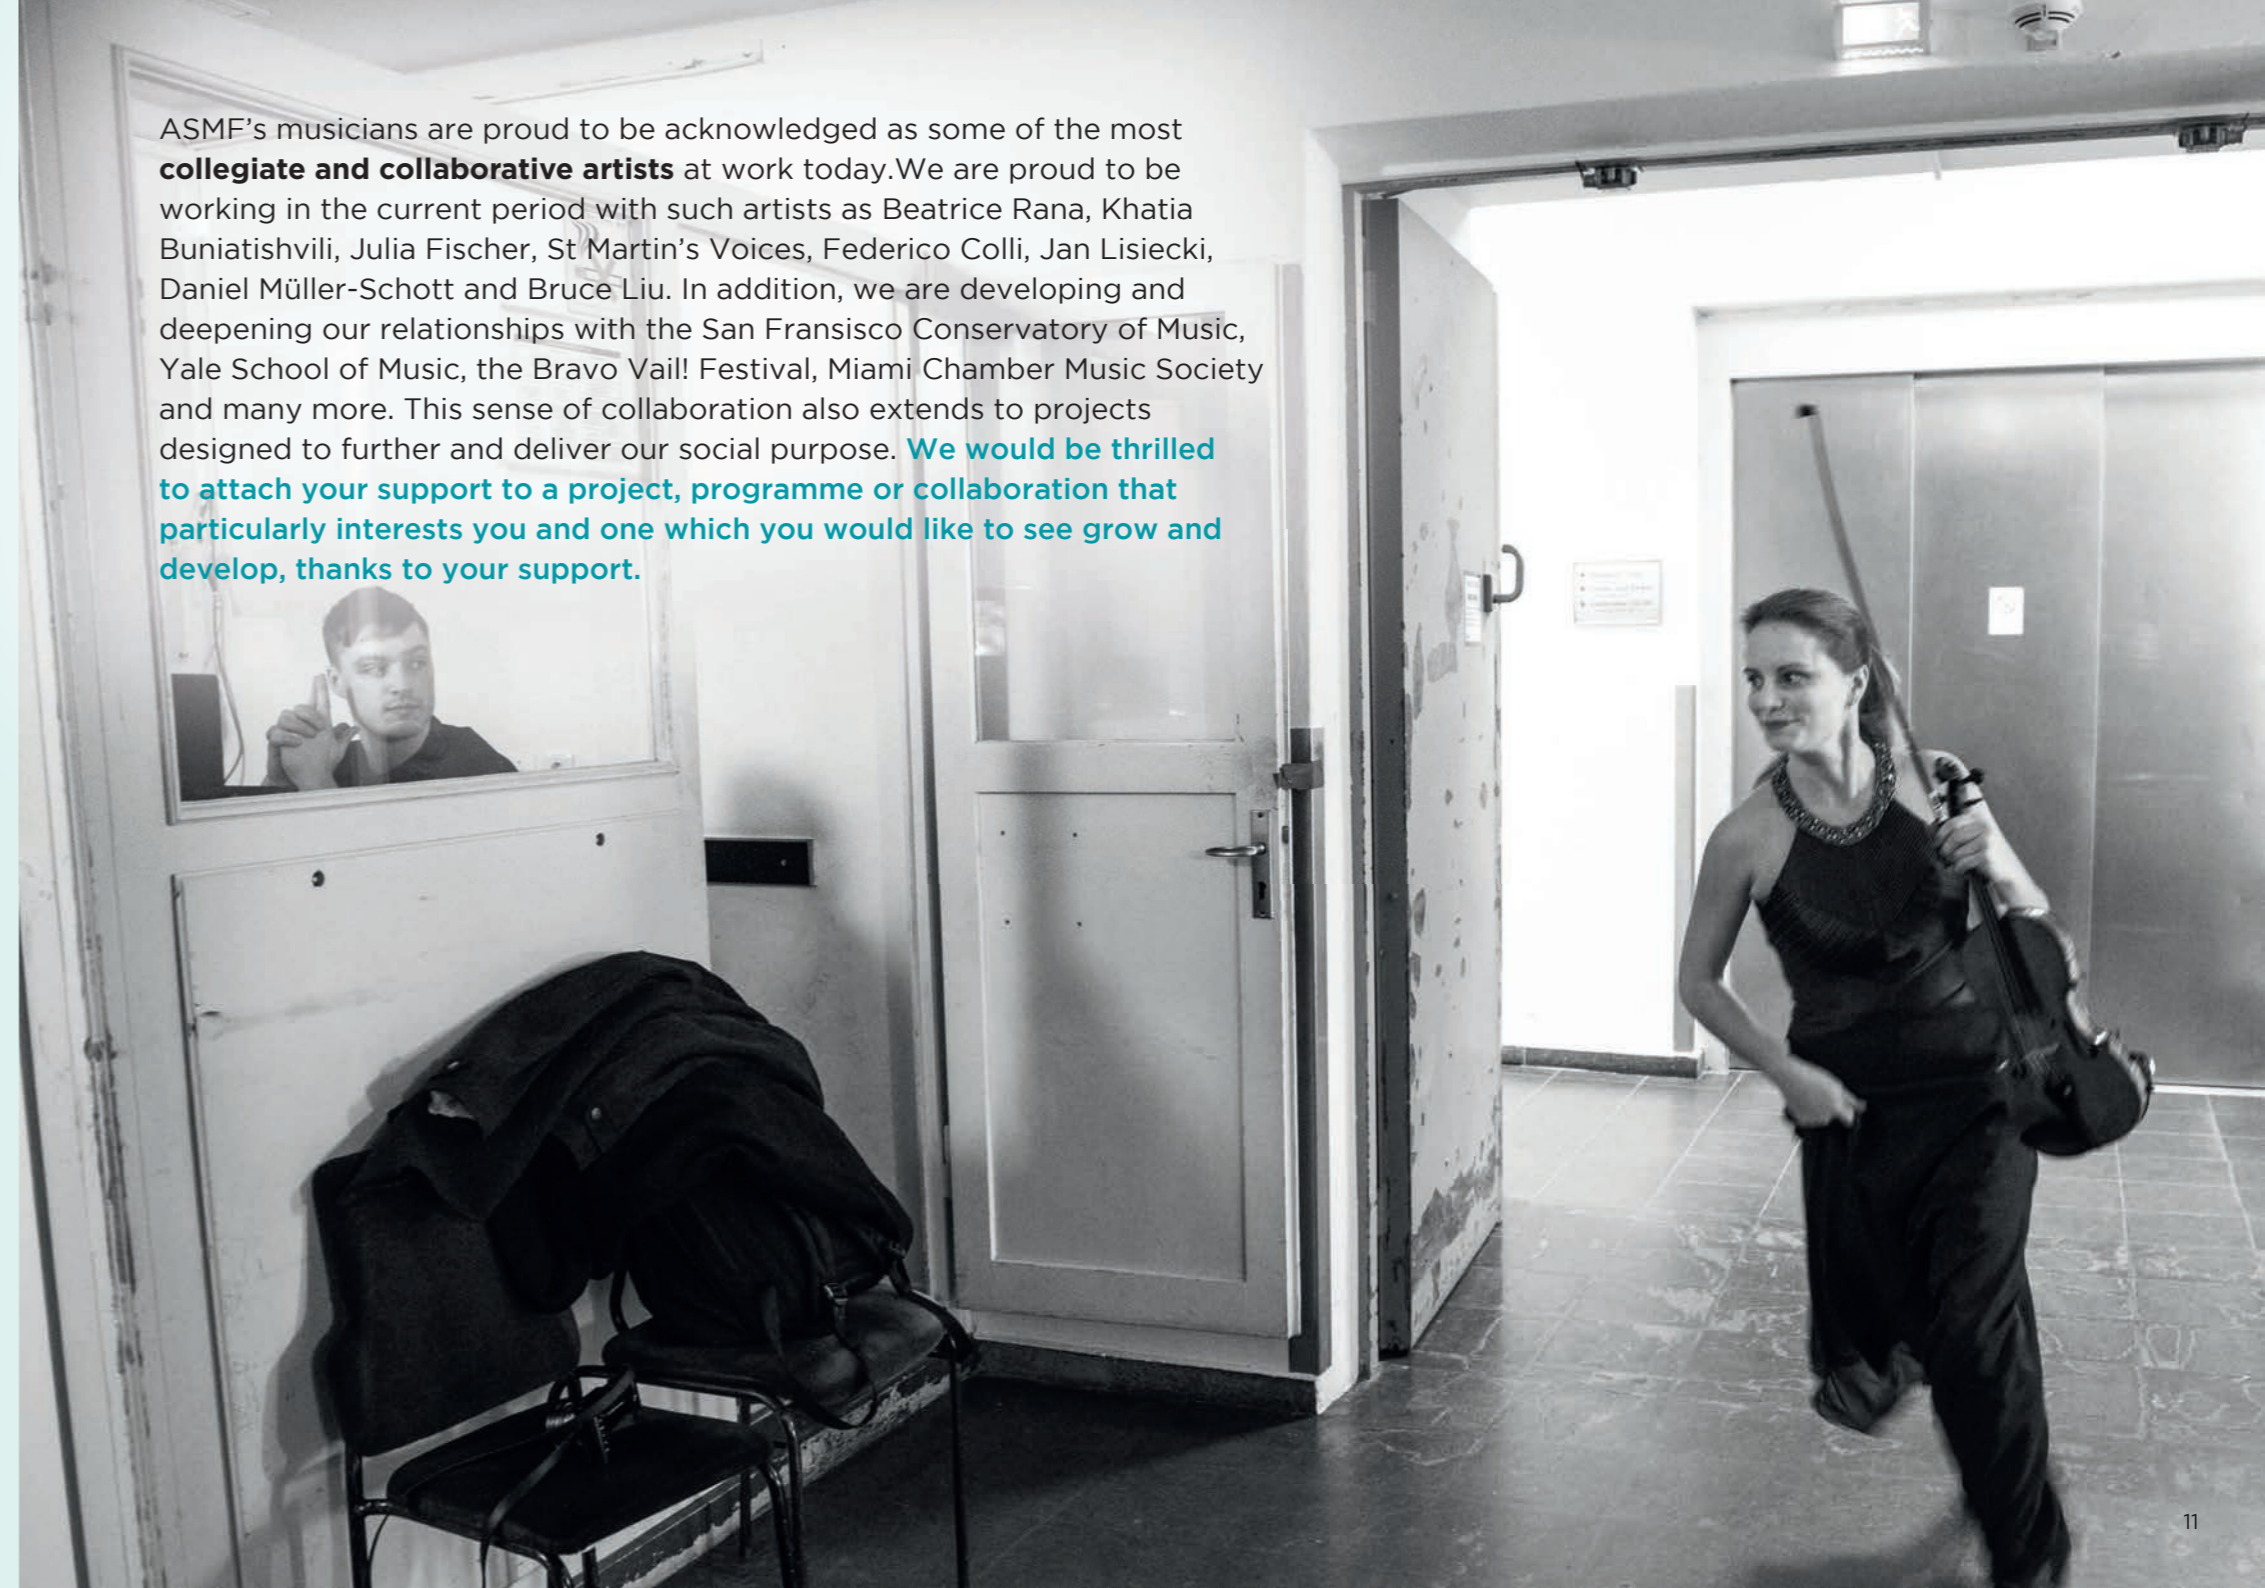 ASMF’s musicians are proud to be acknowledged as some of the most
collegiate and collaborative artists at work today.We are proud to be
working in the current period with such artists as Beatrice Rana, Khatia
Buniatishvili, Julia Fischer, St Martin’s Voices, Federico Colli, Jan Lisiecki,
Daniel Müller-Schott and Bruce Liu. In addition, we are developing and
deepening our relationships with the San Fransisco Conservatory of Music,
Yale School of Music, the Bravo Vail! Festival, Miami Chamber Music Society
and many more. This sense of collaboration also extends to projects
designed to further and deliver our social purpose. We would be thrilled
to attach your support to a project, programme or collaboration that
particularly interests you and one which you would like to see grow and
develop, thanks to your support.
11